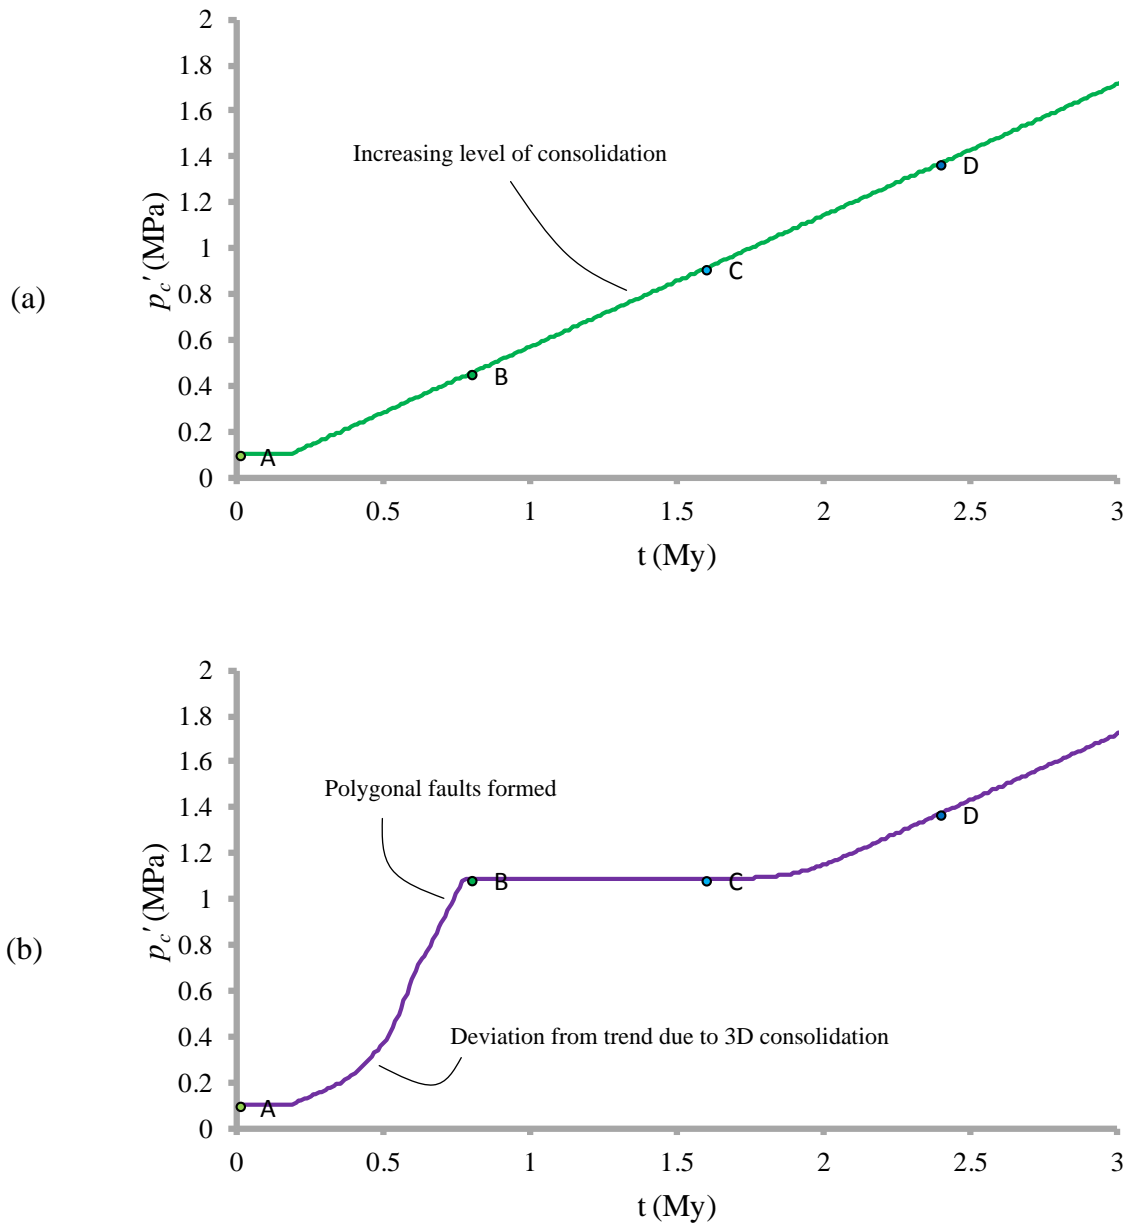 2
1.8
1.6
1.4
1.2
1
0.8
0.6
0.4
0.2
0
p_c' (MPa)
(a)
Increasing level of consolidation
A
B
C
D
0 0.5 1 1.5 2 2.5 3
t (My)
2
1.8
1.6
1.4
1.2
1
0.8
0.6
0.4
0.2
0
p_c' (MPa)
(b)
Polygonal faults formed
Deviation from trend due to 3D consolidation
A
B
C
D
0 0.5 1 1.5 2 2.5 3
t (My)